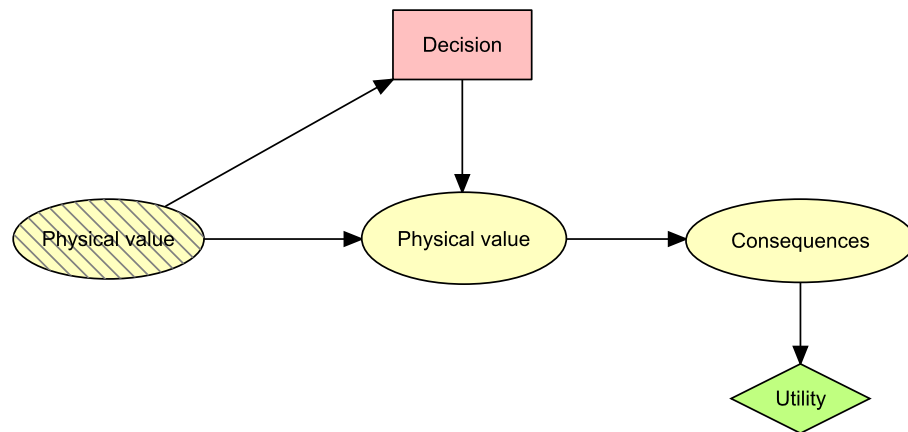 Decision
Physical value
Physical value
Consequences
Utility